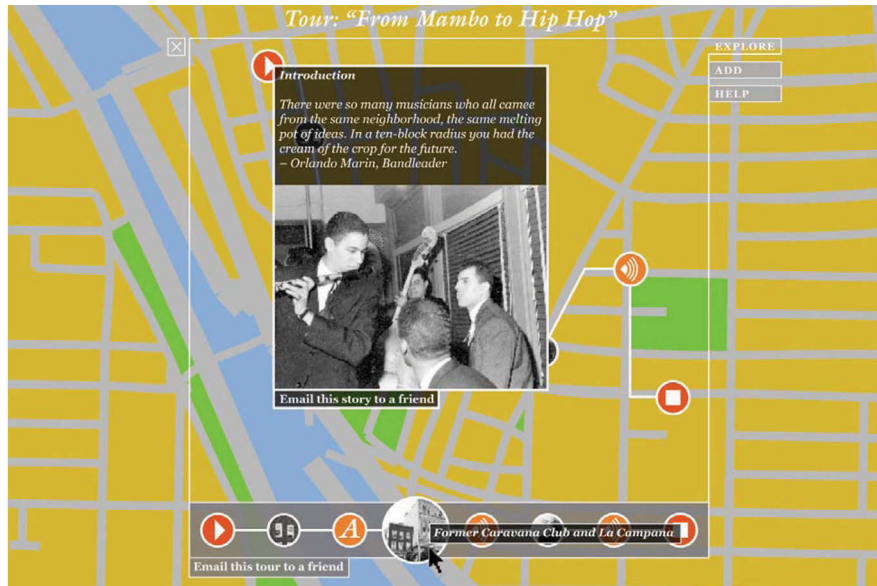 Tour: “From Mambo to Hip Hop”
EXPLORE
ADD
HELP
Introduction
There were so many musicians who all camee
from the same neighborhood, the same melting
pot of ideas. In a ten-block radius you had the
cream of the crop for the future.
– Orlando Marin, Bandleader
Email this story to a friend
A
Former Caravana Club and La Campana
Email this tour to a friend